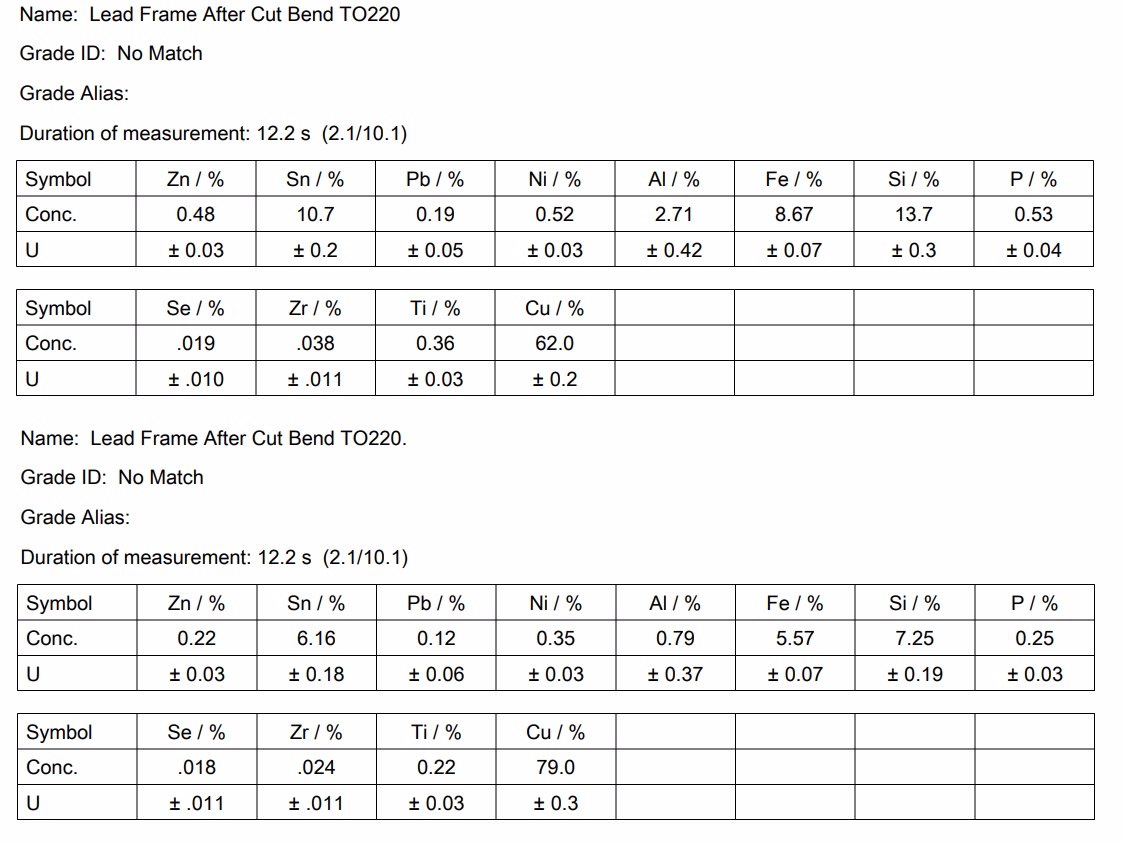 Name:  Lead Frame After Cut Bend TO220
Grade ID:  No Match
Grade Alias:
Duration of measurement: 12.2 s  (2.1/10.1)
Symbol Zn / % Sn / % Pb / % Ni / % Al / % Fe / % Si / % P / %
Conc. 0.48 10.7 0.19 0.52 2.71 8.67 13.7 0.53
U ± 0.03 ± 0.2 ± 0.05 ± 0.03 ± 0.42 ± 0.07 ± 0.3 ± 0.04
Symbol Se / % Zr / % Ti / % Cu / %
Conc. .019 .038 0.36 62.0
U ± .010 ± .011 ± 0.03 ± 0.2
Name:  Lead Frame After Cut Bend TO220.
Grade ID:  No Match
Grade Alias:
Duration of measurement: 12.2 s  (2.1/10.1)
Symbol Zn / % Sn / % Pb / % Ni / % Al / % Fe / % Si / % P / %
Conc. 0.22 6.16 0.12 0.35 0.79 5.57 7.25 0.25
U ± 0.03 ± 0.18 ± 0.06 ± 0.03 ± 0.37 ± 0.07 ± 0.19 ± 0.03
Symbol Se / % Zr / % Ti / % Cu / %
Conc. .018 .024 0.22 79.0
U ± .011 ± .011 ± 0.03 ± 0.3